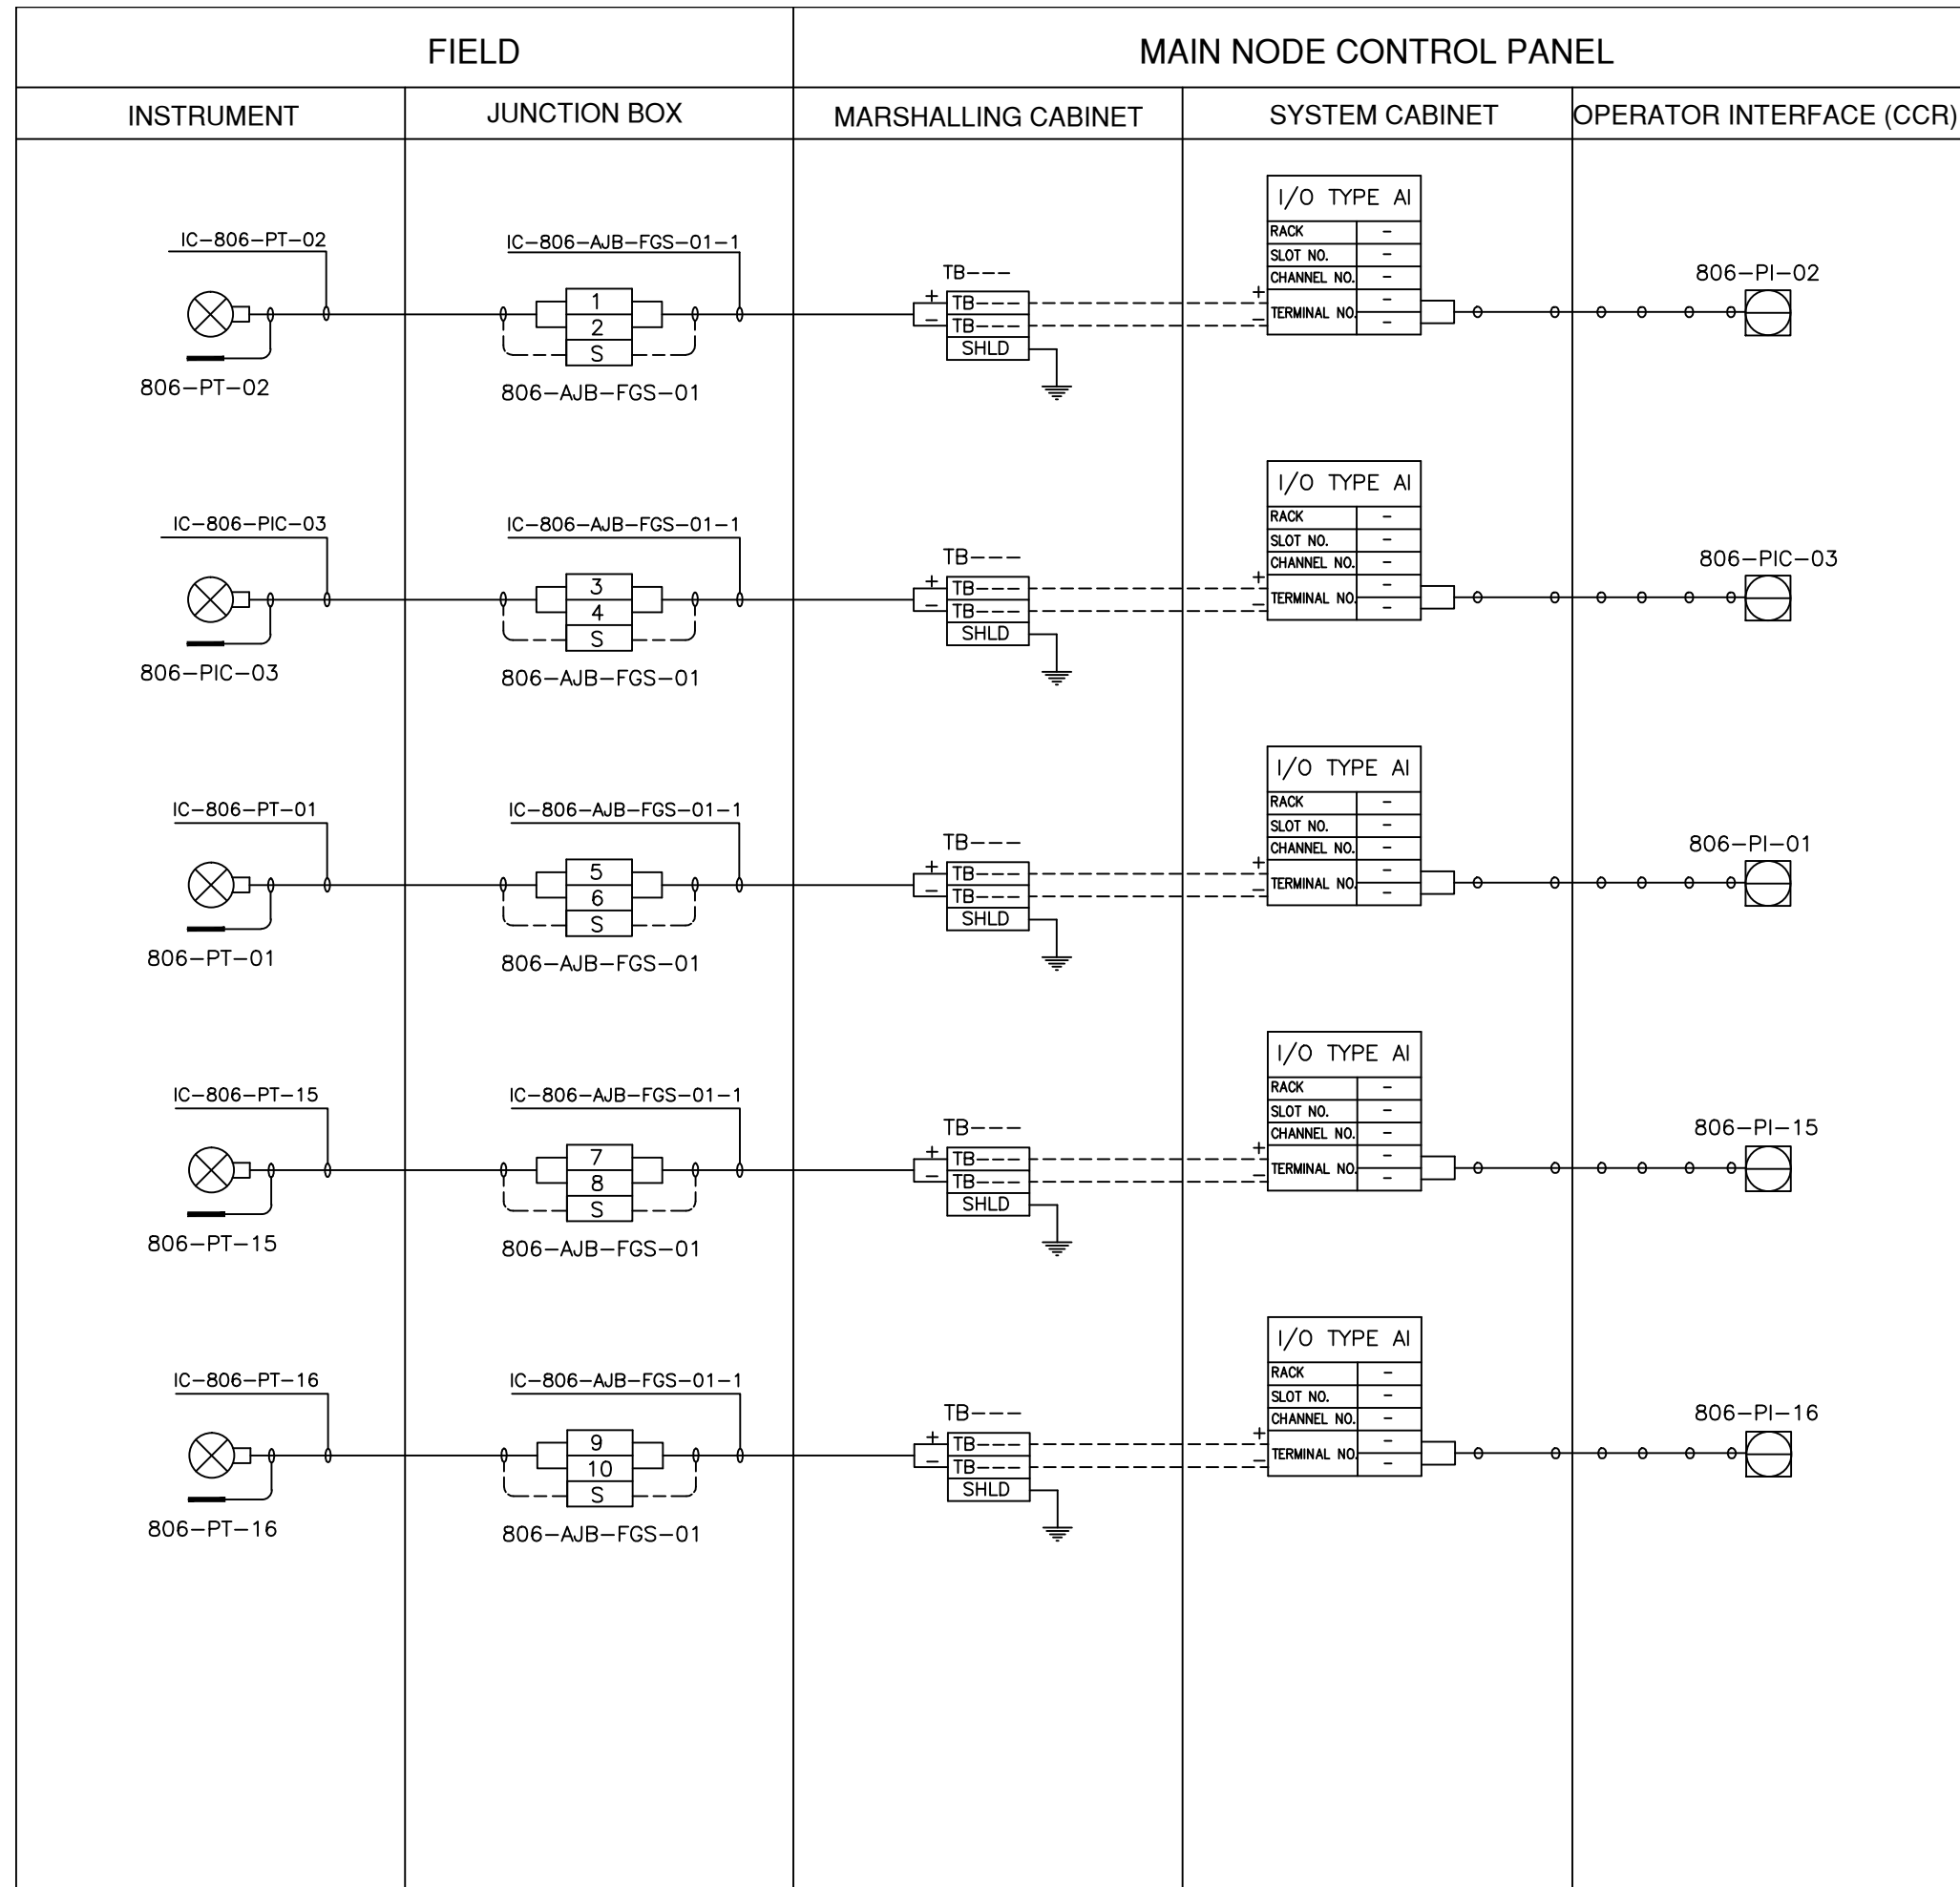 FIELD
MAIN NODE CONTROL PANEL
INSTRUMENT
JUNCTION BOX
MARSHALLING CABINET
SYSTEM CABINET
OPERATOR INTERFACE (CCR)
IC-806-PT-02
806-PT-02
IC-806-AJB-FGS-01-1
1
2
S
806-AJB-FGS-01
TB---
+ TB----
- TB----
SHLD
I/O TYPE AI
RACK -
SLOT NO. -
CHANNEL NO. -
+
TERMINAL NO. -
- -
806-PI-02
IC-806-PIC-03
806-PIC-03
IC-806-AJB-FGS-01-1
3
4
S
806-AJB-FGS-01
TB---
+ TB----
- TB----
SHLD
I/O TYPE AI
RACK -
SLOT NO. -
CHANNEL NO. -
+
TERMINAL NO. -
- -
806-PIC-03
IC-806-PT-01
806-PT-01
IC-806-AJB-FGS-01-1
5
6
S
806-AJB-FGS-01
TB---
+ TB----
- TB----
SHLD
I/O TYPE AI
RACK -
SLOT NO. -
CHANNEL NO. -
+
TERMINAL NO. -
- -
806-PI-01
IC-806-PT-15
806-PT-15
IC-806-AJB-FGS-01-1
7
8
S
806-AJB-FGS-01
TB---
+ TB----
- TB----
SHLD
I/O TYPE AI
RACK -
SLOT NO. -
CHANNEL NO. -
+
TERMINAL NO. -
- -
806-PI-15
IC-806-PT-16
806-PT-16
IC-806-AJB-FGS-01-1
9
10
S
806-AJB-FGS-01
TB---
+ TB----
- TB----
SHLD
I/O TYPE AI
RACK -
SLOT NO. -
CHANNEL NO. -
+
TERMINAL NO. -
- -
806-PI-16